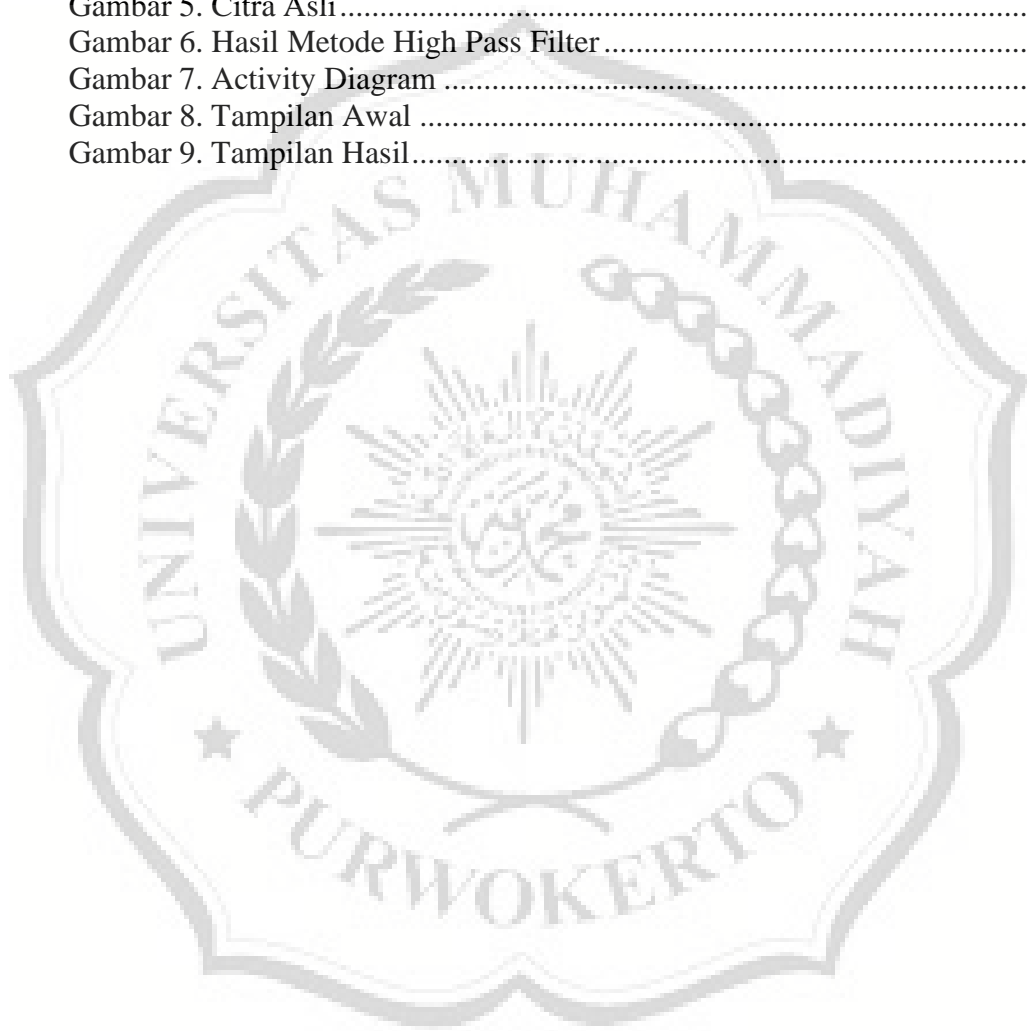 Gambar 5. Citra Asli
Gambar 6. Hasil Metode High Pass Filter
Gambar 7. Activity Diagram
Gambar 8. Tampilan Awal
Gambar 9. Tampilan Hasil
UNIVERSITAS MUHAMMADIYAH
PURWOKERTO